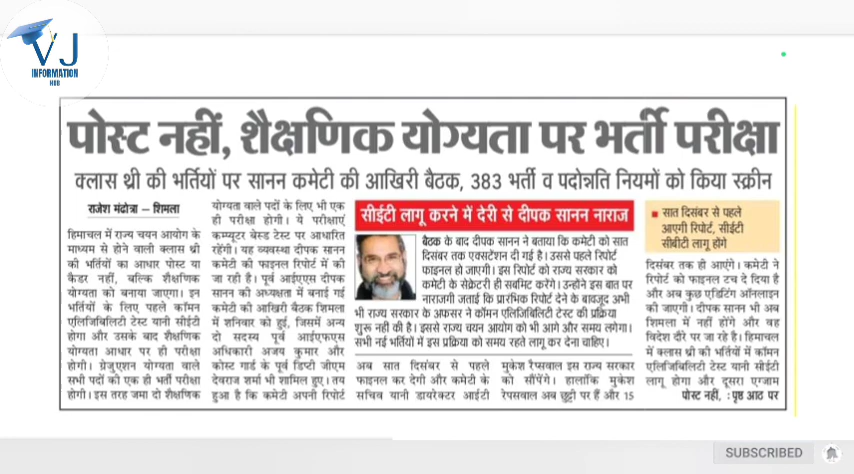 VJ
INFORMATION
HUB
पोस्ट नहीं, शैक्षणिक योग्यता पर भर्ती परीक्षा
क्लास थ्री की भर्तियों पर सानन कमेटी की आखिरी बैठक, 383 भर्ती व पदोन्नति नियमों को किया स्क्रीन
राजेश मंढोत्रा – शिमला
हिमाचल में राज्य चयन आयोग के
माध्यम से होने वाली क्लास थ्री
की भर्तियों का आधार पोस्ट या
कैडर नहीं, बल्कि शैक्षणिक
योग्यता को बनाया जाएगा। इन
भर्तियों के लिए पहले कॉमन
एलिजिबिलिटी टेस्ट यानी सीईटी
होगा और उसके बाद शैक्षणिक
योग्यता आधार पर ही परीक्षा
होगी। ग्रेजुएशन योग्यता वाले
सभी पदों की एक ही भर्ती परीक्षा
होगी। इस तरह जमा दो शैक्षणिक
योग्यता वाले पदों के लिए भी एक
ही परीक्षा होगी। ये परीक्षाएं
कम्प्यूटर बेस्ड टेस्ट पर आधारित
रहेंगी। यह व्यवस्था दीपक सानन
कमेटी की फाइनल रिपोर्ट में की
जा रही है। पूर्व आईएएस दीपक
सानन की अध्यक्षता में बनाई गई
कमेटी की आखिरी बैठक शिमला
में शनिवार को हुई, जिसमें अन्य
दो सदस्य पूर्व आईएफएस
अधिकारी अजय कुमार और
कोस्ट गार्ड के पूर्व डिप्टी जीएम
देवराज शर्मा भी शामिल हुए। तय
हुआ है कि कमेटी अपनी रिपोर्ट
सीईटी लागू करने में देरी से दीपक सानन नाराज
बैठक के बाद दीपक सानन ने बताया कि कमेटी को सात
दिसंबर तक एक्सटेंशन दी गई है। उससे पहले रिपोर्ट
फाइनल हो जाएगी। इस रिपोर्ट को राज्य सरकार को
कमेटी के सेक्रेटरी ही सबमिट करेंगे। उन्होंने इस बात पर
नाराजगी जताई कि प्रारंभिक रिपोर्ट देने के बावजूद अभी
भी राज्य सरकार के अफसर ने कॉमन एलिजिबिलिटी टेस्ट की प्रक्रिया
शुरू नही की है। इससे राज्य चयन आयोग को भी आगे और समय लगेगा।
सभी नई भर्तियों में इस प्रक्रिया को समय रहते लागू कर देना चाहिए।
अब सात दिसंबर से पहले
फाइनल कर देगी और कमेटी के
सचिव यानी डायरेक्टर आईटी
मुकेश रैपसवाल इस राज्य सरकार
को सौंपेंगे। हालांकि मुकेश
रेपसवाल अब छुट्टी पर हैं और 15
सात दिसंबर से पहले
आएगी रिपोर्ट, सीईटी
सीबीटी लागू होंगे
दिसंबर तक ही आएंगे। कमेटी ने
रिपोर्ट को फाइनल टच दे दिया है
और अब कुछ एडिटिंग ऑनलाइन
की जाएगी। दीपक सानन भी अब
शिमला में नहीं होंगे और वह
विदेश दौरे पर जा रहे है। हिमाचल
में क्लास थ्री की भर्तियों में कॉमन
एलिजिबिलिटी टेस्ट यानी सीईटी
लागू होगा और दूसरा एग्जाम
पोस्ट नहीं, : पृष्ठ आठ पर
SUBSCRIBED